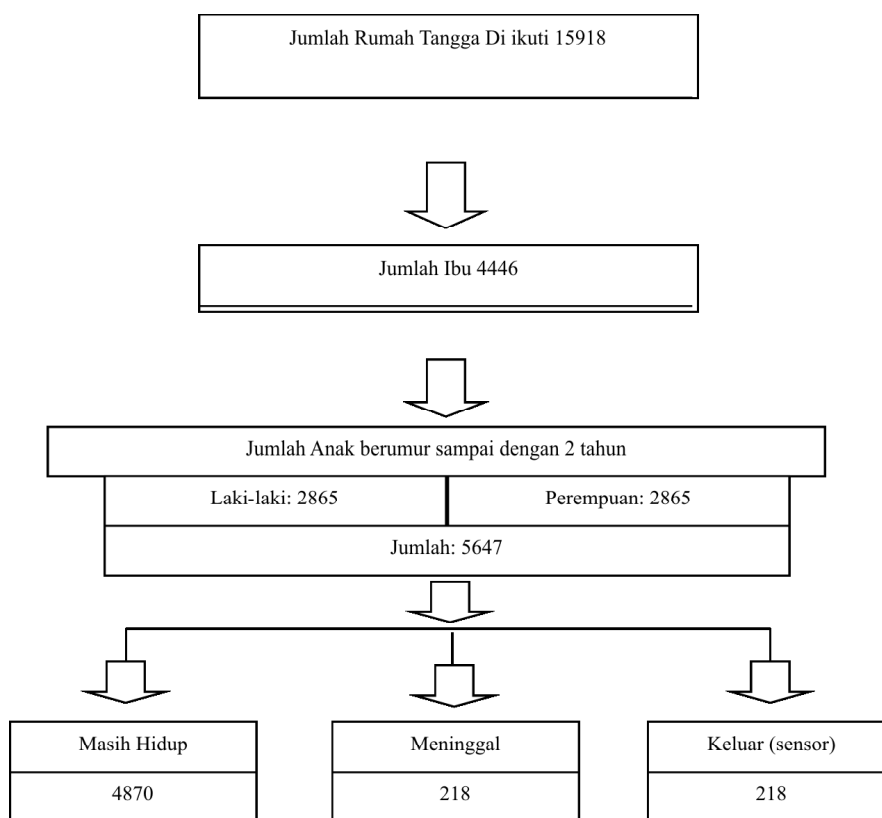 Jumlah Rumah Tangga Di ikuti 15918
Jumlah Ibu 4446
Jumlah Anak berumur sampai dengan 2 tahun
Laki-laki: 2865
Perempuan: 2865
Jumlah: 5647
Masih Hidup
Meninggal
Keluar (sensor)
4870
218
218